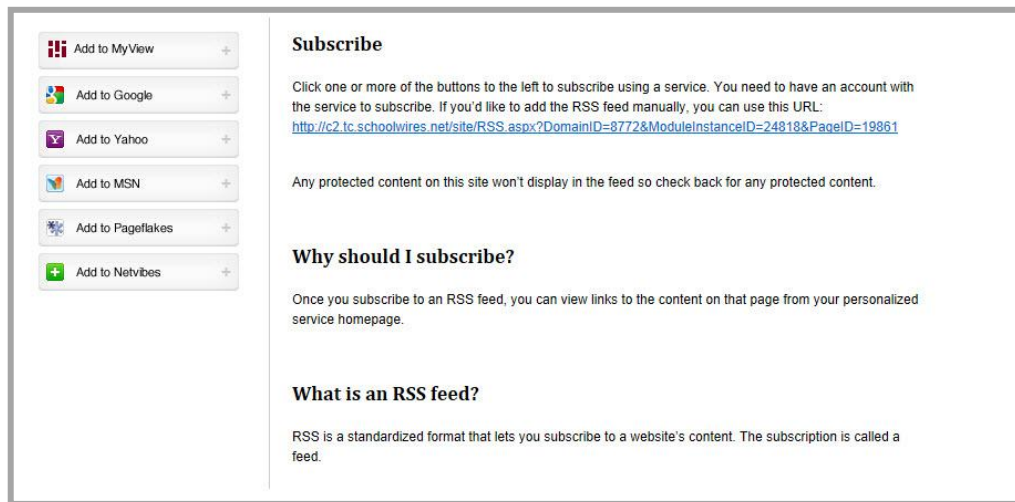 Add to MyView
Add to Google
Add to Yahoo
Add to MSN
Add to Pageflakes
Add to Netvibes
Subscribe
Click one or more of the buttons to the left to subscribe using a service. You need to have an account with
the service to subscribe. If you'd like to add the RSS feed manually, you can use this URL:
http://c2.tc.schoolwires.net/site/RSS.aspx?DomainID=8772&ModuleInstanceID=24818&PageID=19861
Any protected content on this site won't display in the feed so check back for any protected content.
Why should I subscribe?
Once you subscribe to an RSS feed, you can view links to the content on that page from your personalized
service homepage.
What is an RSS feed?
RSS is a standardized format that lets you subscribe to a website's content. The subscription is called a
feed.